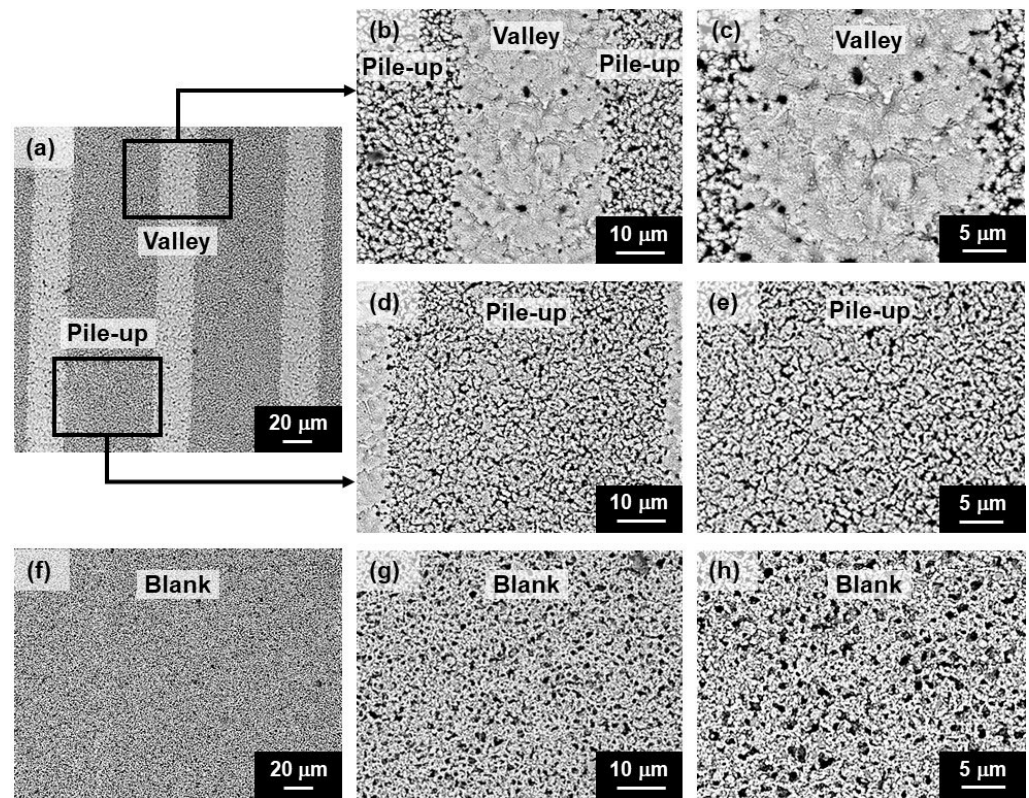 (a)
Valley
Pile-up
20 µm
(b)
Valley
Pile-up
Pile-up
10 µm
(c)
Valley
5 µm
(d)
Pile-up
10 µm
(e)
Pile-up
5 µm
(f)
Blank
20 µm
(g)
Blank
10 µm
(h)
Blank
5 µm